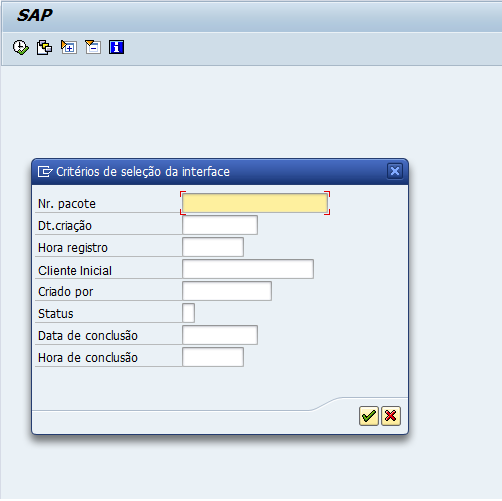 SAP
Critérios de seleção da interface
Nr. pacote
Dt.criação
Hora registro
Cliente Inicial
Criado por
Status
Data de conclusão
Hora de conclusão